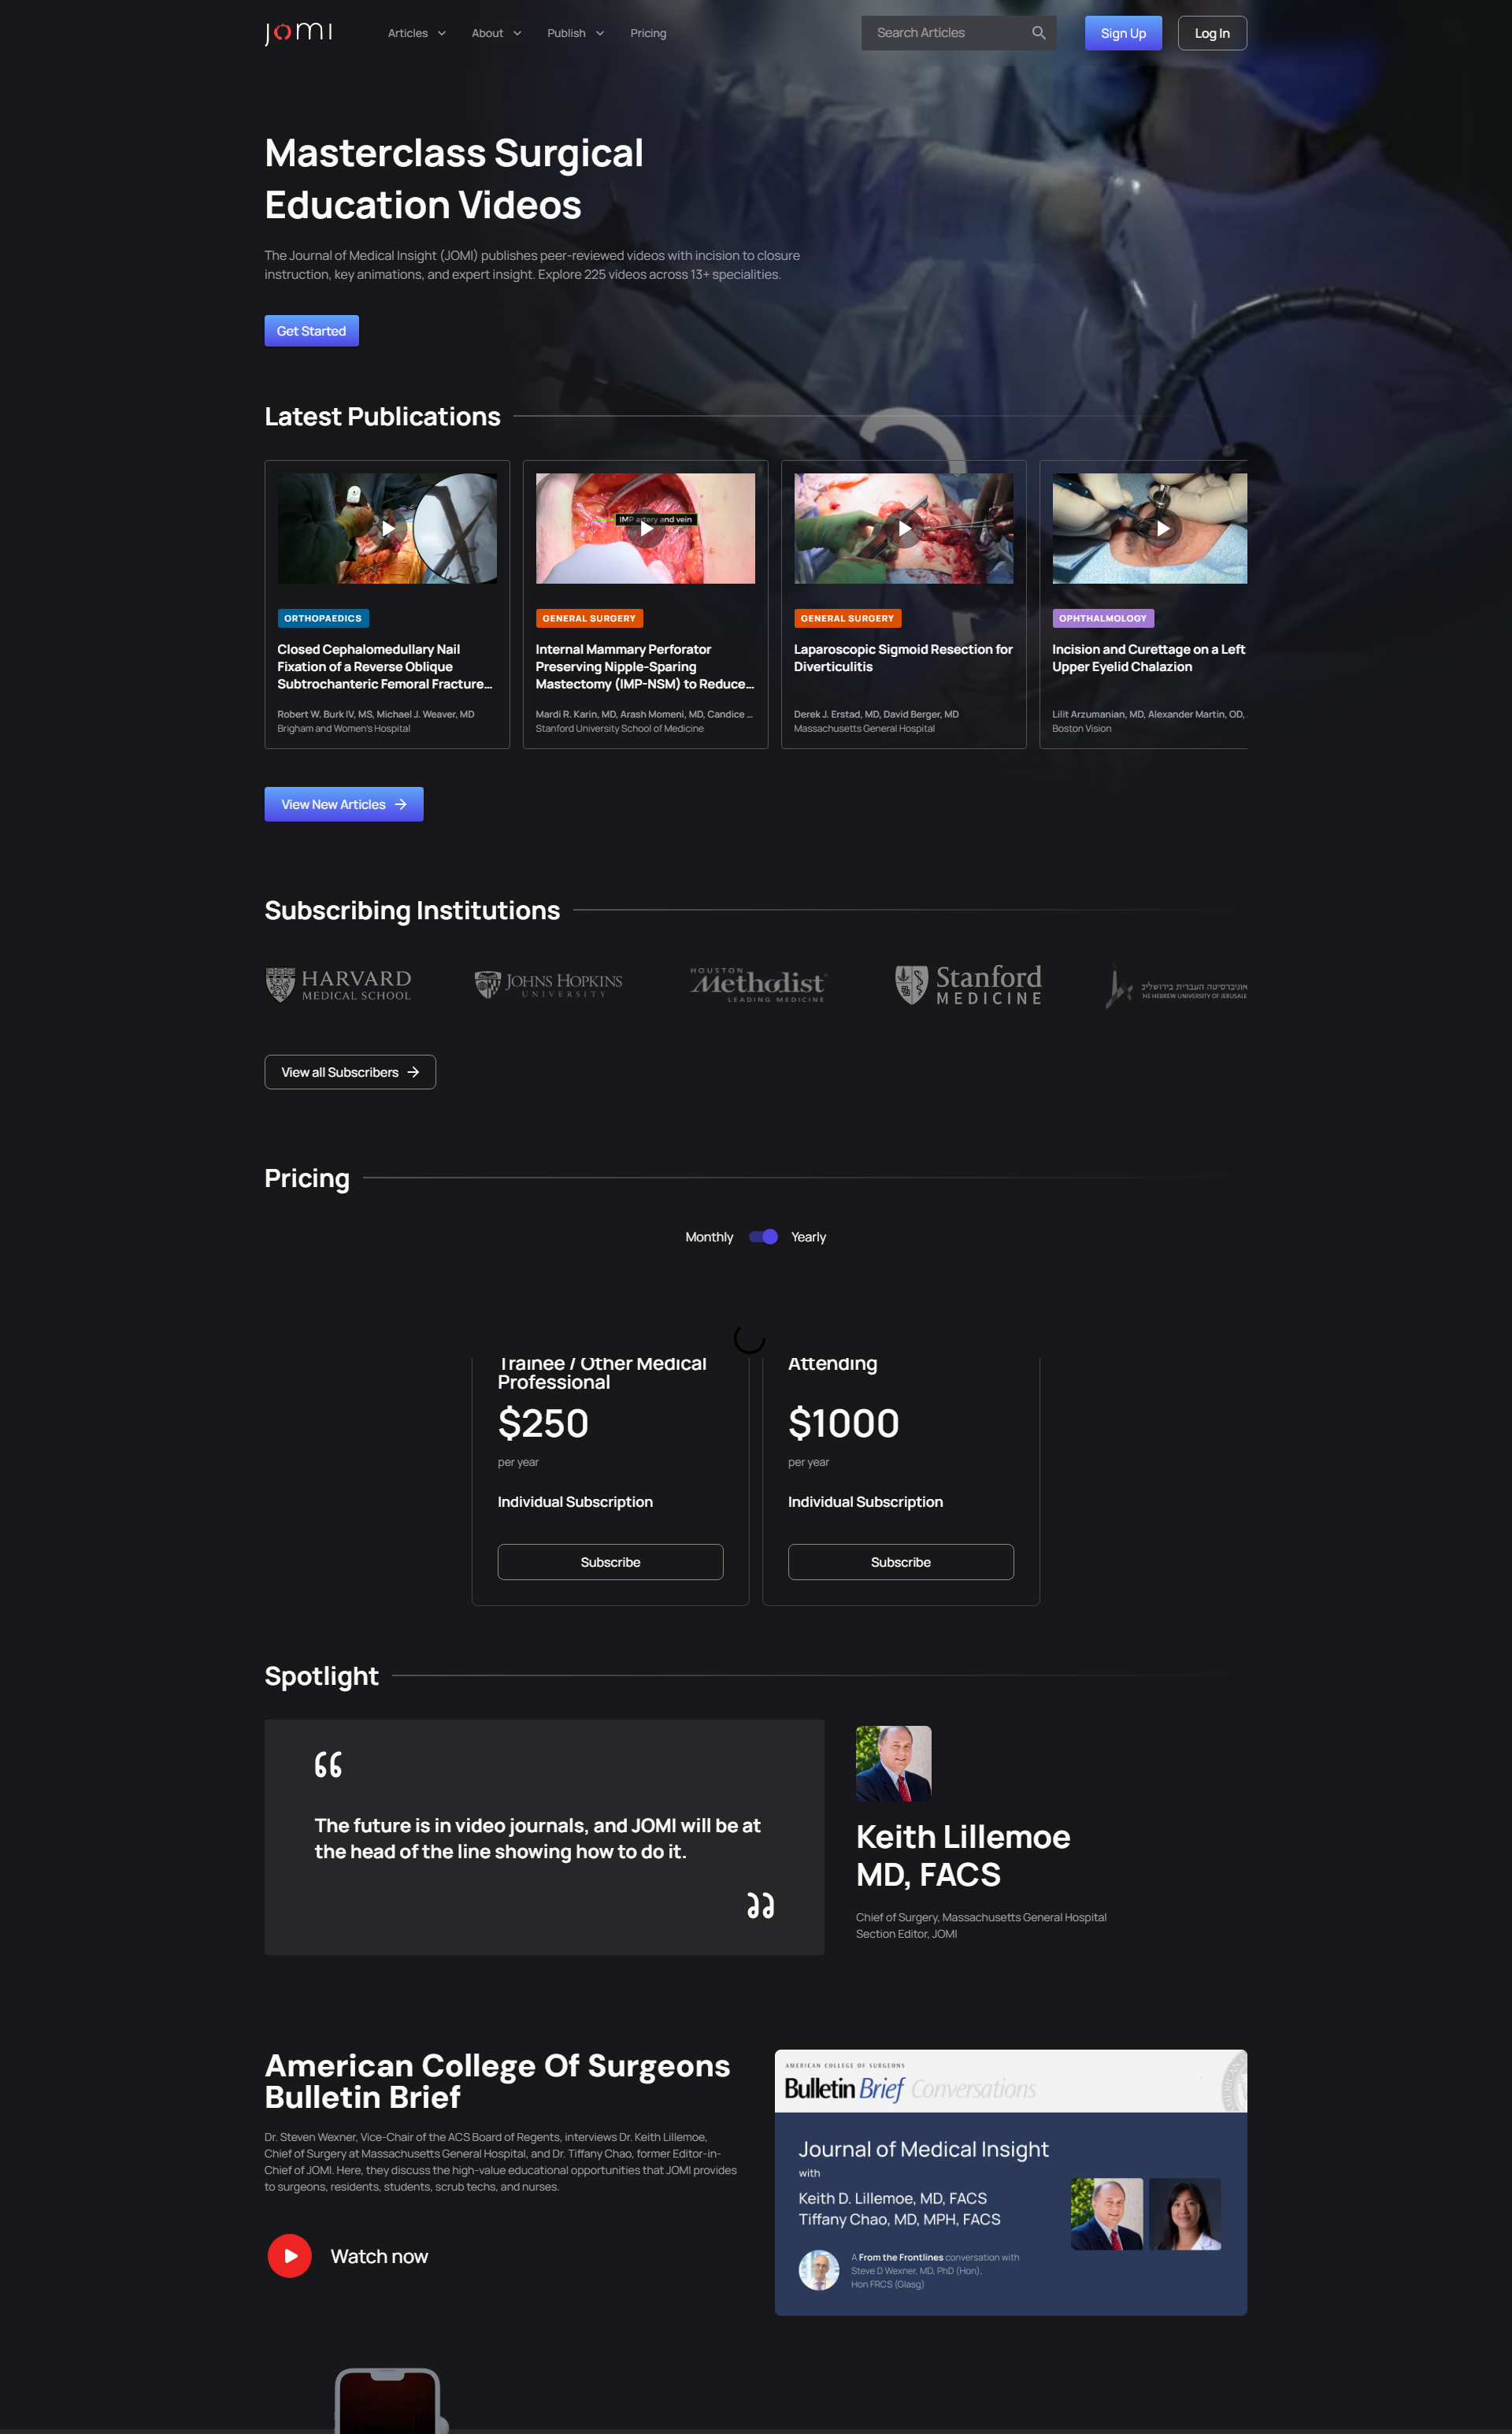 jomi
Articles
About
Publish
Pricing
Search Articles
Sign Up
Log In
Masterclass Surgical
Education Videos
The Journal of Medical Insight (JOMI) publishes peer-reviewed videos with incision to closure
instruction, key animations, and expert insight. Explore 225 videos across 13+ specialities.
Get Started
Latest Publications
IMP artery and vein
ORTHOPAEDICS
Closed Cephalomedullary Nail
Fixation of a Reverse Oblique
Subtrochanteric Femoral Fracture...
Robert W. Burk IV, MS, Michael J. Weaver, MD
Brigham and Women's Hospital
GENERAL SURGERY
Internal Mammary Perforator
Preserving Nipple-Sparing
Mastectomy (IMP-NSM) to Reduce...
Mardi R. Karin, MD, Arash Momeni, MD, Candice ...
Stanford University School of Medicine
GENERAL SURGERY
Laparoscopic Sigmoid Resection for
Diverticulitis
Derek J. Erstad, MD, David Berger, MD
Massachusetts General Hospital
OPHTHALMOLOGY
Incision and Curettage on a Left
Upper Eyelid Chalazion
Lilit Arzumanian, MD, Alexander Martin, OD,
Boston Vision
View New Articles
Subscribing Institutions
HARVARD
MEDICAL SCHOOL
JOHNS HOPKINS
UNIVERSITY
HOUSTON
Methodist
LEADING MEDICINE
Stanford
MEDICINE
אוניברסיטה העברית בירושלים
THE HEBREW UNIVERSITY OF JERUSALE
View all Subscribers
Pricing
Monthly
Yearly
Trainee / Other Medical
Professional
$250
per year
Individual Subscription
Subscribe
Attending
$1000
per year
Individual Subscription
Subscribe
Spotlight
“
The future is in video journals, and JOMI will be at
the head of the line showing how to do it.
”
Keith Lillemoe
MD, FACS
Chief of Surgery, Massachusetts General Hospital
Section Editor, JOMI
American College Of Surgeons
Bulletin Brief
Dr. Steven Wexner, Vice-Chair of the ACS Board of Regents, interviews Dr. Keith Lillemoe,
Chief of Surgery at Massachusetts General Hospital, and Dr. Tiffany Chao, former Editor-in-
Chief of JOMI. Here, they discuss the high-value educational opportunities that JOMI provides
to surgeons, residents, students, scrub techs, and nurses.
Watch now
AMERICAN COLLEGE OF SURGEONS
Bulletin Brief Conversations
Journal of Medical Insight
with
Keith D. Lillemoe, MD, FACS
Tiffany Chao, MD, MPH, FACS
A From the Frontlines conversation with
Steve D Wexner, MD, PhD (Hon),
Hon FRCS (Glasg)